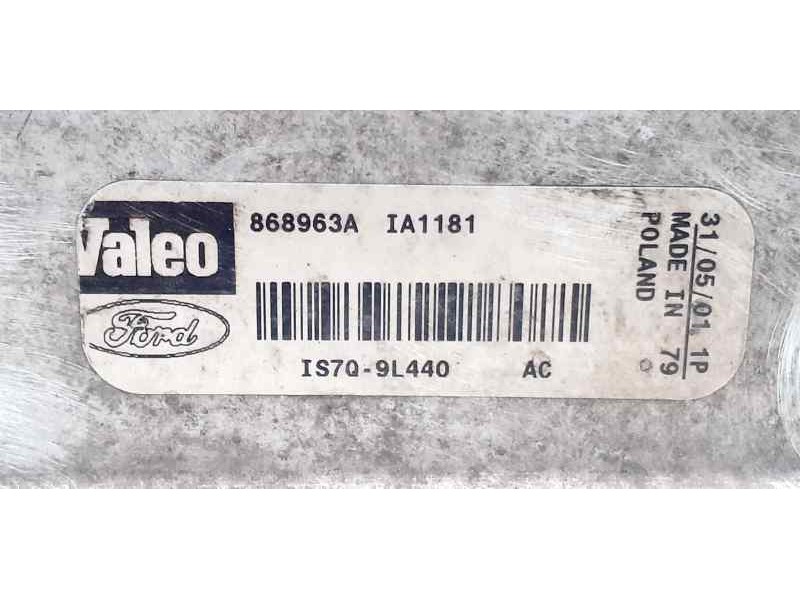 Valeo
Ford
868963A IA1181
IS7Q-9L440 AC
31/05/01 1P
MADE IN 79
POLAND